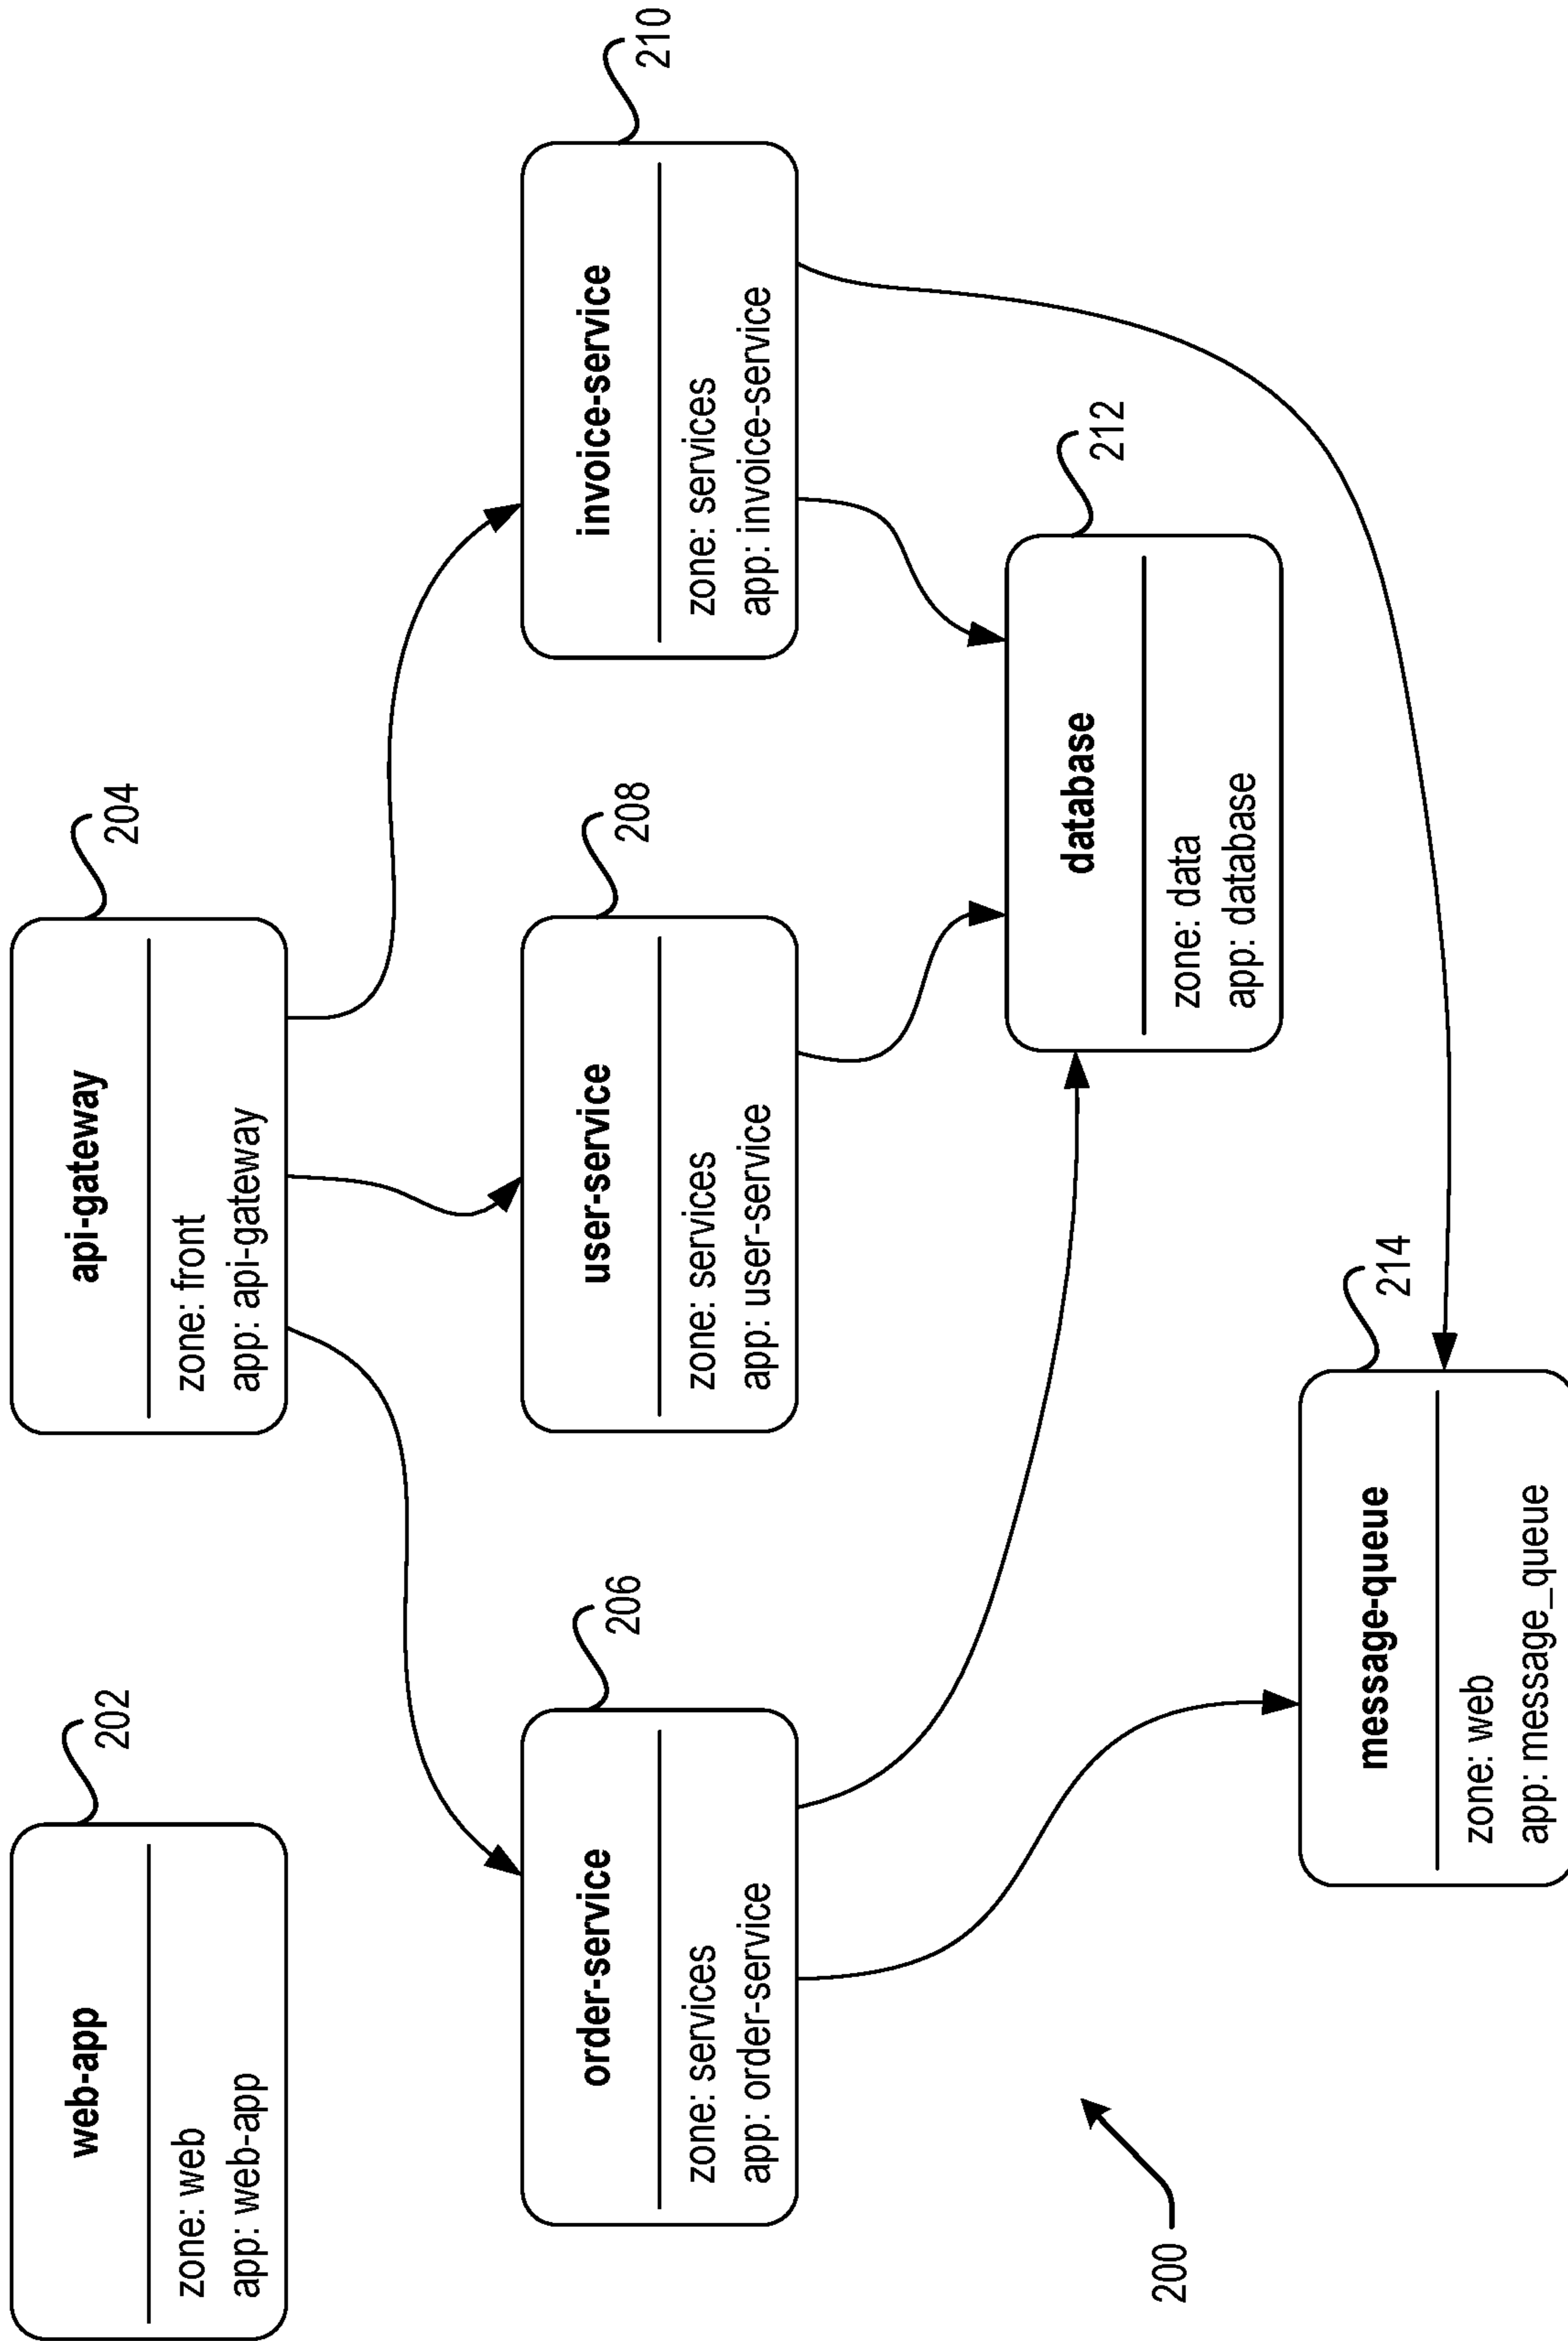 web-app
zone: web
app: web-app
202
api-gateway
zone: front
app: api-gateway
204
order-service
zone: services
app: order-service
206
user-service
zone: services
app: user-service
208
invoice-service
zone: services
app: invoice-service
210
database
zone: data
app: database
212
message-queue
zone: web
app: message_queue
214
200